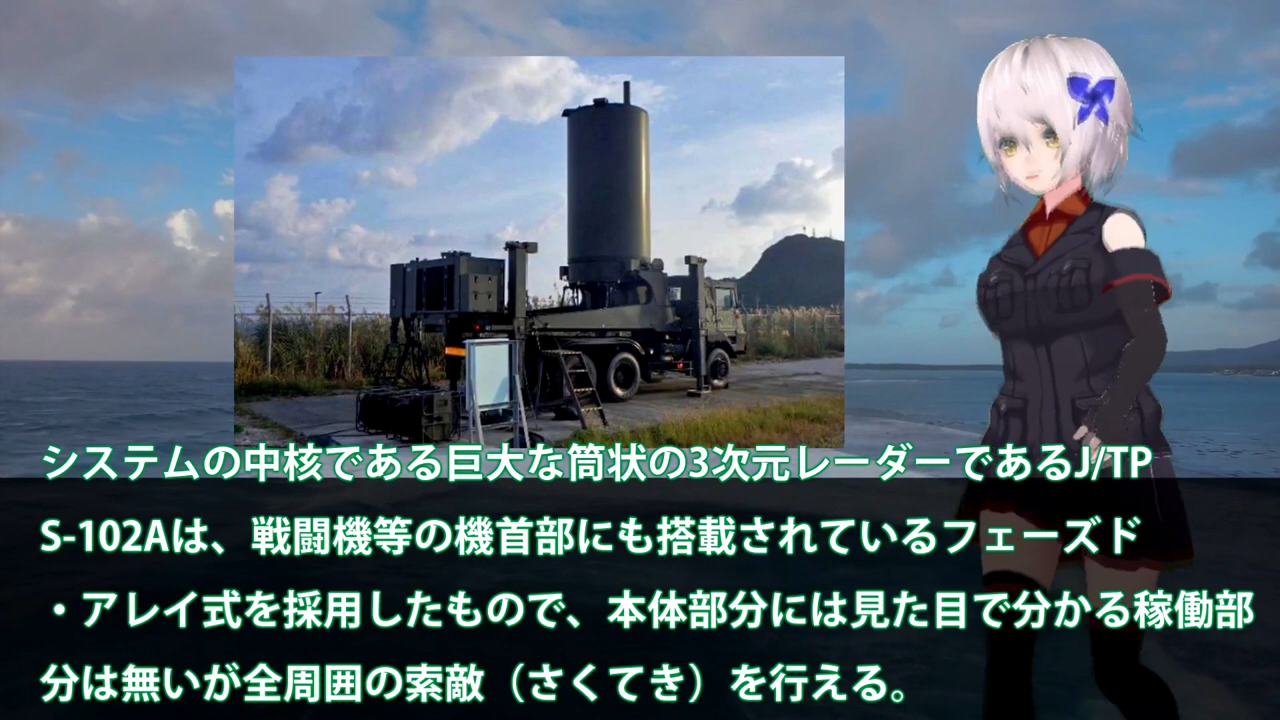 システムの中核である巨大な筒状の3次元レーダーであるJ/TP
S-102Aは、戦闘機等の機首部にも搭載されているフェーズド
・アレイ式を採用したもので、本体部分には見た目で分かる稼働部
分は無いが全周囲の索敵（さくてき）を行える。